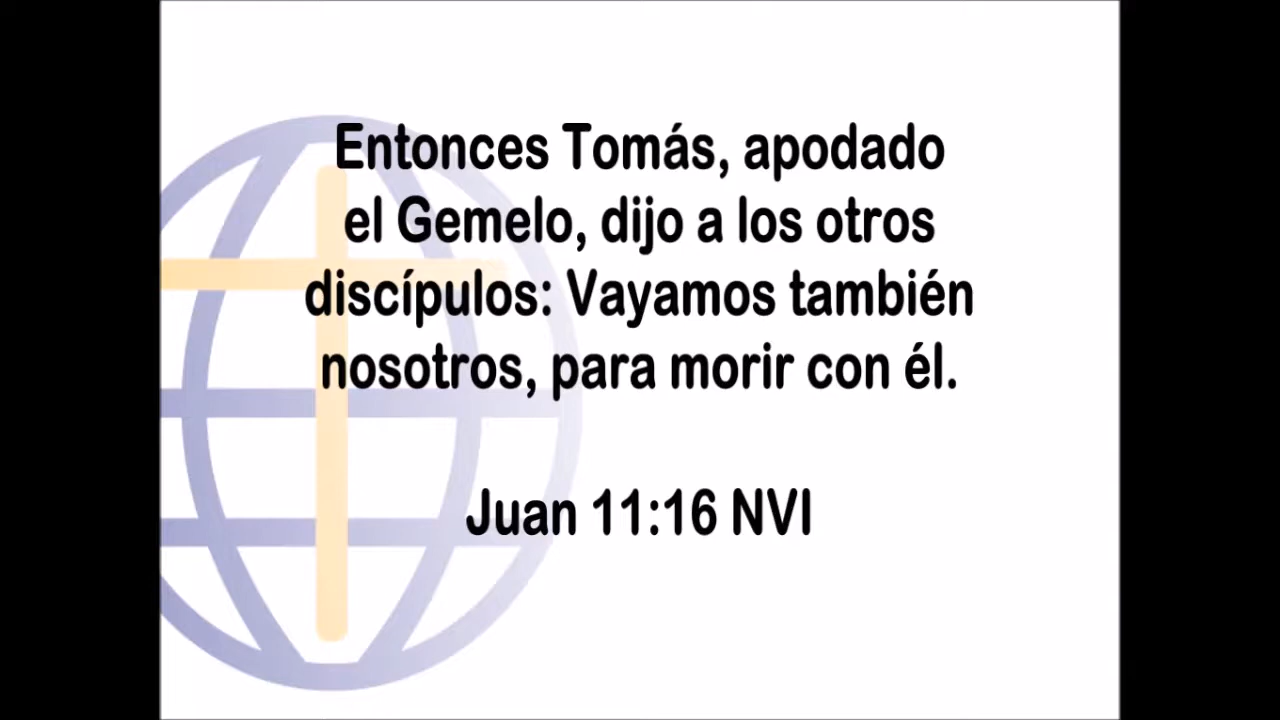 Entonces Tomás, apodado
el Gemelo, dijo a los otros
discípulos: Vayamos también
nosotros, para morir con él.
Juan 11:16 NVI